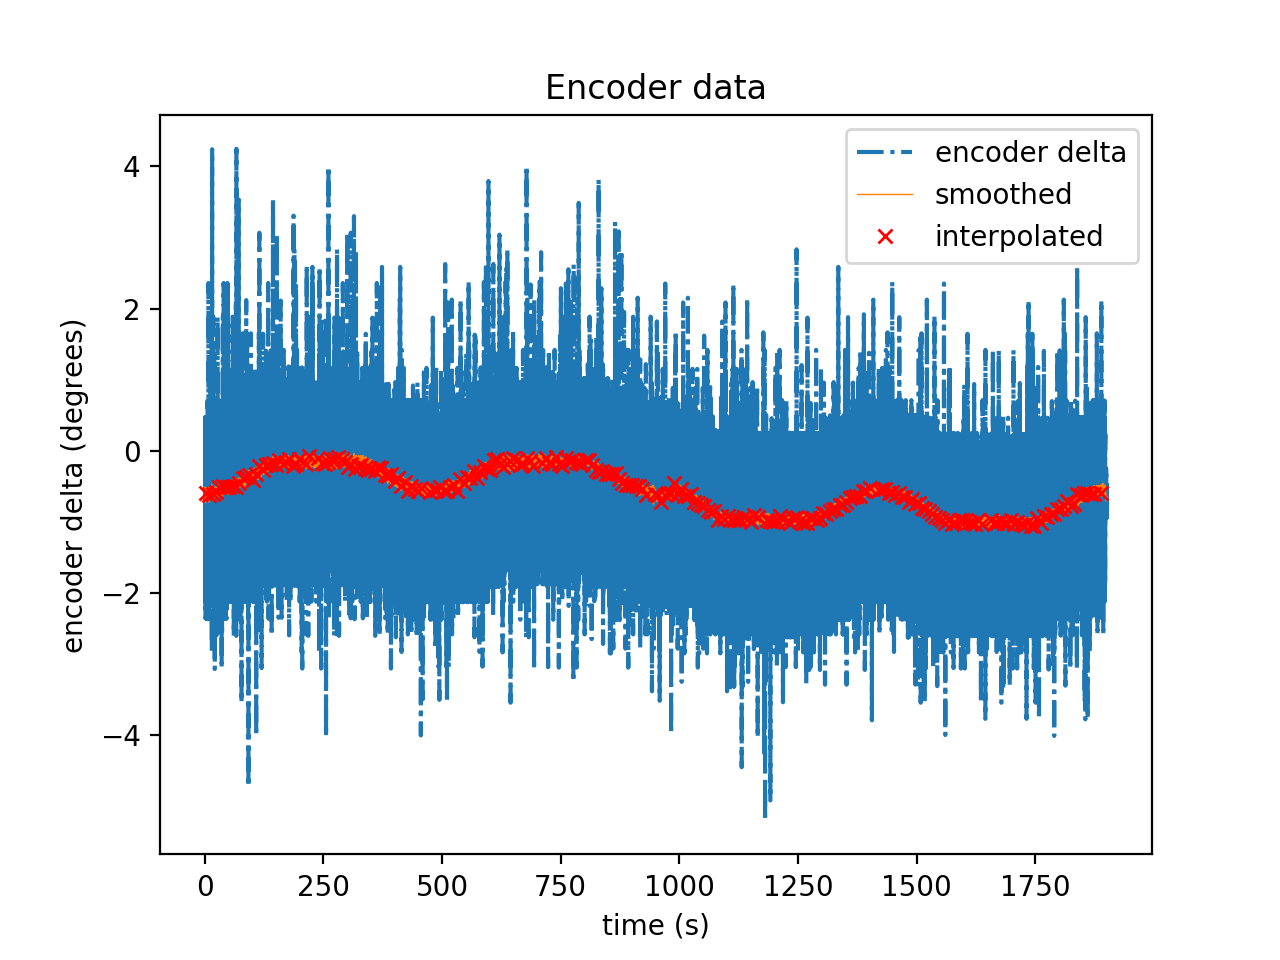 Encoder data
encoder delta
smoothed
interpolated
4
2
0
−2
−4
encoder delta (degrees)
0 250 500 750 1000 1250 1500 1750
time (s)